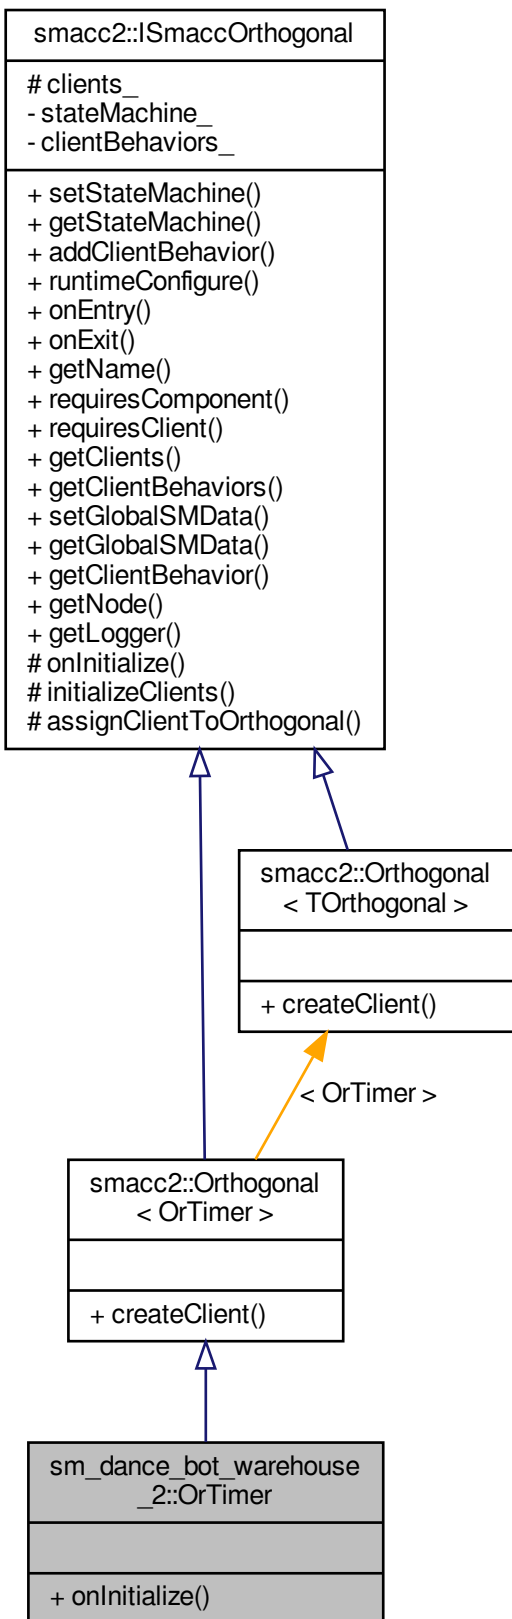 smacc2::ISmaccOrthogonal
# clients_
- stateMachine_
- clientBehaviors_
+ setStateMachine()
+ getStateMachine()
+ addClientBehavior()
+ runtimeConfigure()
+ onEntry()
+ onExit()
+ getName()
+ requiresComponent()
+ requiresClient()
+ getClients()
+ getClientBehaviors()
+ setGlobalSMData()
+ getGlobalSMData()
+ getClientBehavior()
+ getNode()
+ getLogger()
# onInitialize()
# initializeClients()
# assignClientToOrthogonal()
smacc2::Orthogonal
< TOrthogonal >
+ createClient()
< OrTimer >
smacc2::Orthogonal
< OrTimer >
+ createClient()
sm_dance_bot_warehouse
_2::OrTimer
+ onInitialize()